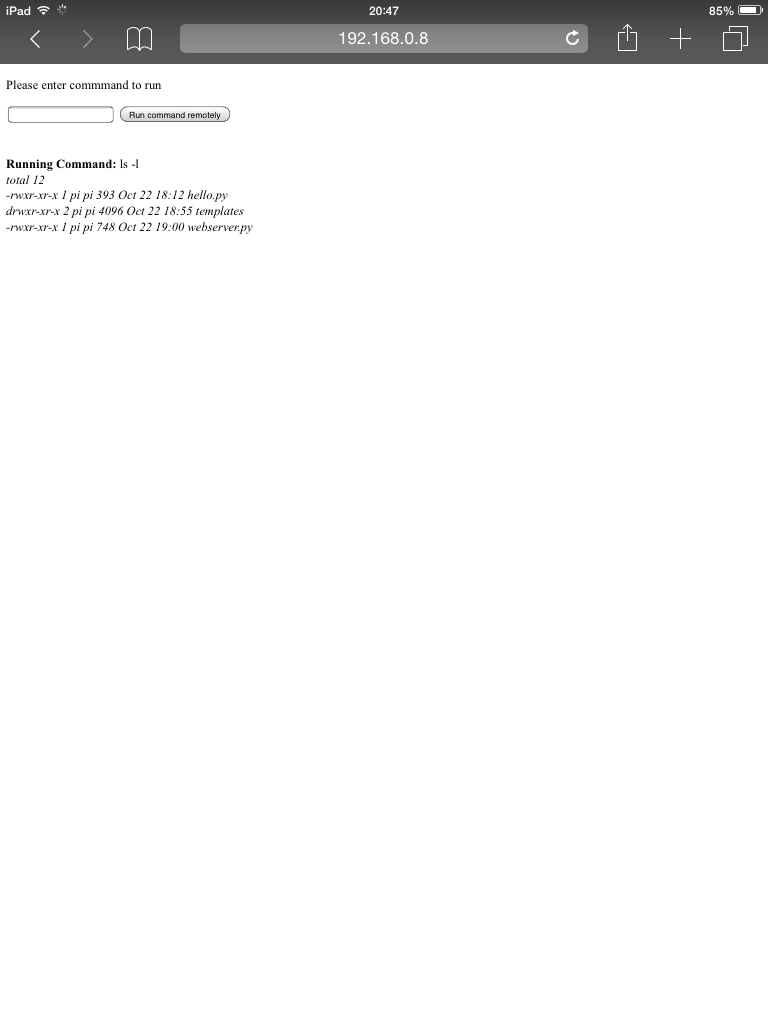 iPad 20:47 85%
192.168.0.8
Please enter commmand to run
Run command remotely
Running Command: ls -l
total 12
-rwxr-xr-x 1 pi pi 393 Oct 22 18:12 hello.py
drwxr-xr-x 2 pi pi 4096 Oct 22 18:55 templates
-rwxr-xr-x 1 pi pi 748 Oct 22 19:00 webserver.py